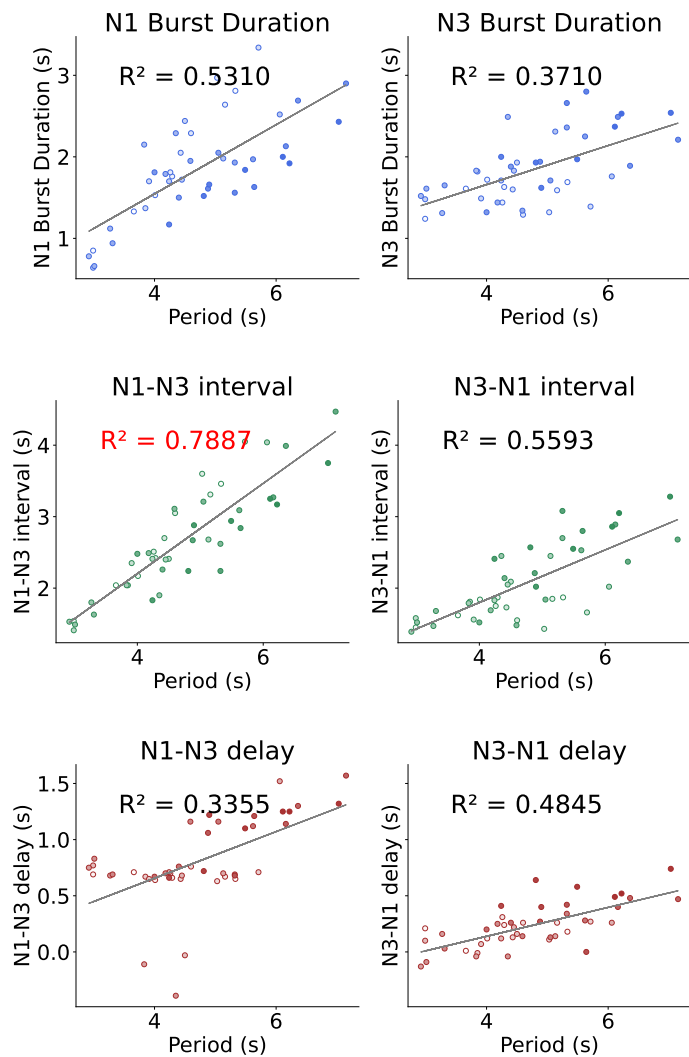 N1 Burst Duration
N3 Burst Duration
R² = 0.5310
R² = 0.3710
N1 Burst Duration (s)
3
2
1
4
6
Period (s)
N3 Burst Duration (s)
4
6
Period (s)
N1-N3 interval
N3-N1 interval
R² = 0.7887
R² = 0.5593
N1-N3 interval (s)
4
3
2
4
6
Period (s)
N3-N1 interval (s)
4
6
Period (s)
N1-N3 delay
N3-N1 delay
R² = 0.3355
R² = 0.4845
N1-N3 delay (s)
1.5
1.0
0.5
0.0
4
6
Period (s)
N3-N1 delay (s)
4
6
Period (s)